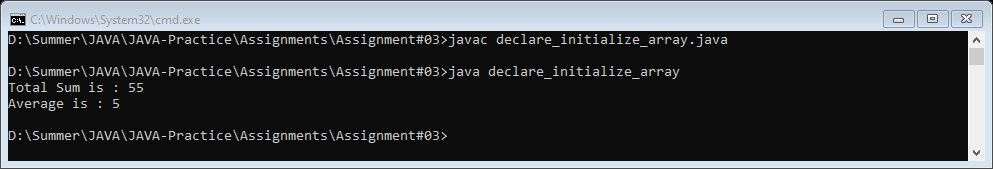 C:\Windows\System32\cmd.exe
D:\Summer\JAVA\JAVA-Practice\Assignments\Assignment#03>javac declare_initialize_array.java
D:\Summer\JAVA\JAVA-Practice\Assignments\Assignment#03>java declare_initialize_array
Total Sum is : 55
Average is : 5
D:\Summer\JAVA\JAVA-Practice\Assignments\Assignment#03>